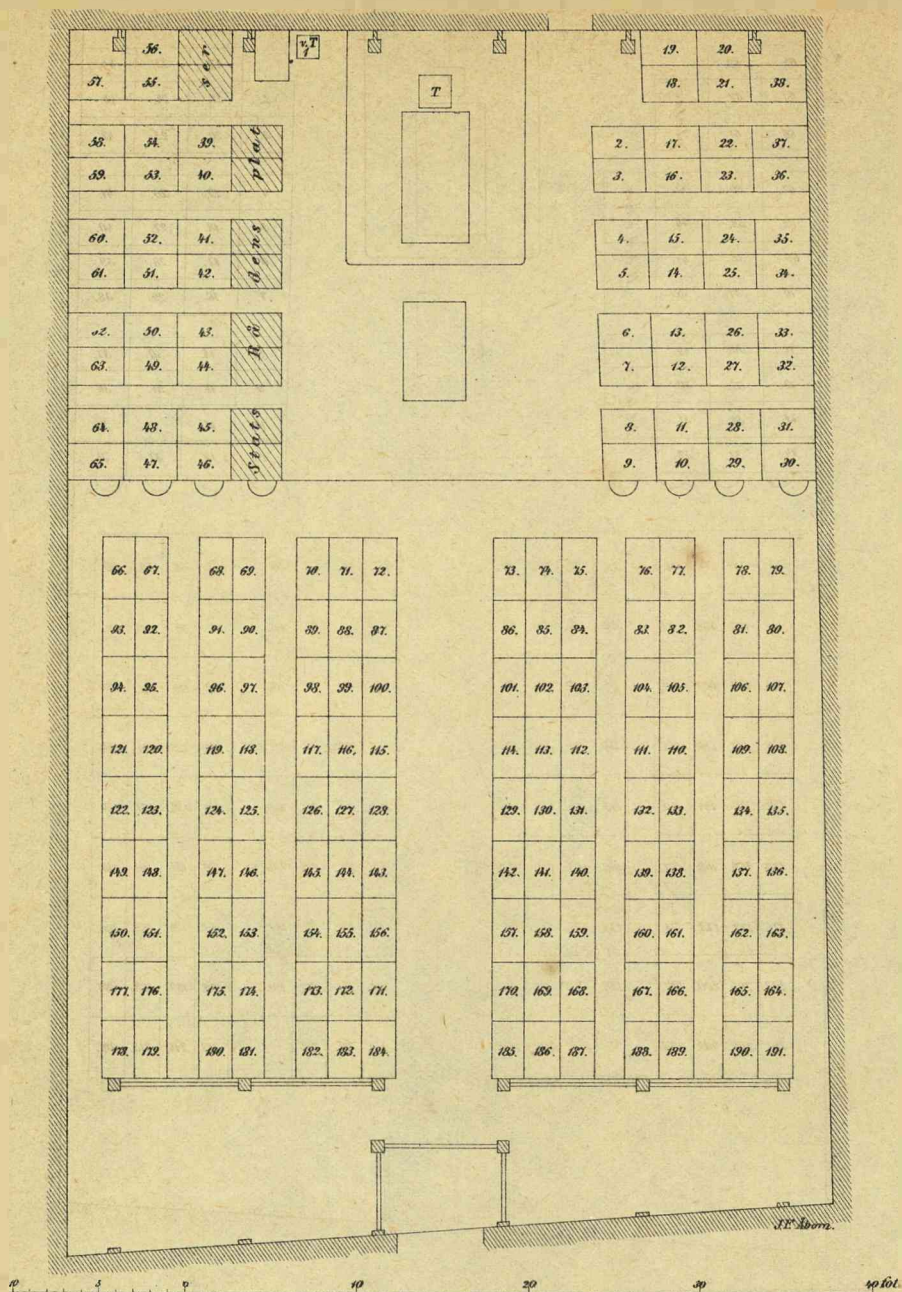 56. ser v.T 1 T 19. 20.
57. 55. 18. 21. 38.
58. 54. 39. plat 2. 17. 22. 37.
59. 53. 40. 3. 16. 23. 36.
60. 52. 41. dens 4. 15. 24. 35.
61. 51. 42. 5. 14. 25. 34.
50. 43. Rå 6. 13. 26. 33.
63. 49. 44. 7. 12. 27. 32.
64. 48. 45. Stats 8. 11. 28. 31.
65. 47. 46. 9. 10. 29. 30.
66. 67. 68. 69. 70. 71. 72. 73. 74. 75. 76. 77. 78. 79.
93. 92. 91. 90. 89. 88. 87. 86. 85. 84. 83. 82. 81. 80.
94. 95. 96. 97. 98. 99. 100. 101. 102. 103. 104. 105. 106. 107.
121. 120. 119. 118. 117. 116. 115. 114. 113. 112. 111. 110. 109. 108.
122. 123. 124. 125. 126. 127. 128. 129. 130. 131. 132. 133. 134. 135.
149. 148. 147. 146. 145. 144. 143. 142. 141. 140. 139. 138. 137. 136.
150. 151. 152. 153. 154. 155. 156. 157. 158. 159. 160. 161. 162. 163.
177. 176. 175. 174. 173. 172. 171. 170. 169. 168. 167. 166. 165. 164.
178. 179. 180. 181. 182. 183. 184. 185. 186. 187. 188. 189. 190. 191.
10 5 0 10 20 30 40 fot.